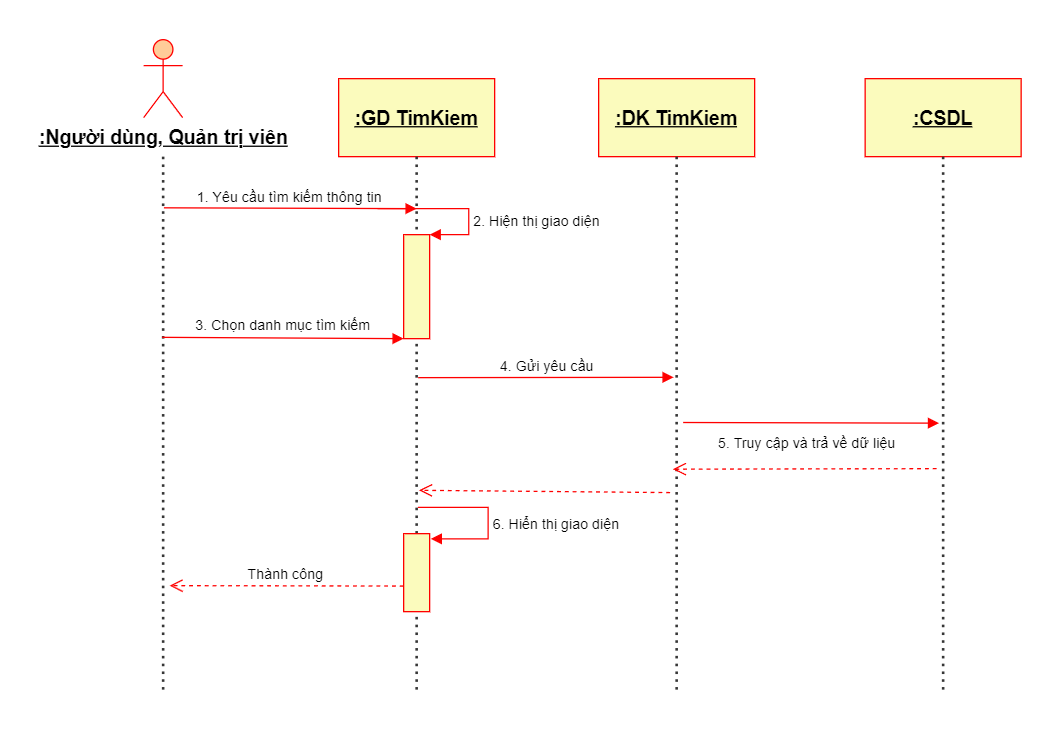 :Người dùng, Quản trị viên
:GD TimKiem
:DK TimKiem
:CSDL
1. Yêu cầu tìm kiếm thông tin
2. Hiện thị giao diện
3. Chọn danh mục tìm kiếm
4. Gửi yêu cầu
5. Truy cập và trả về dữ liệu
6. Hiển thị giao diện
Thành công